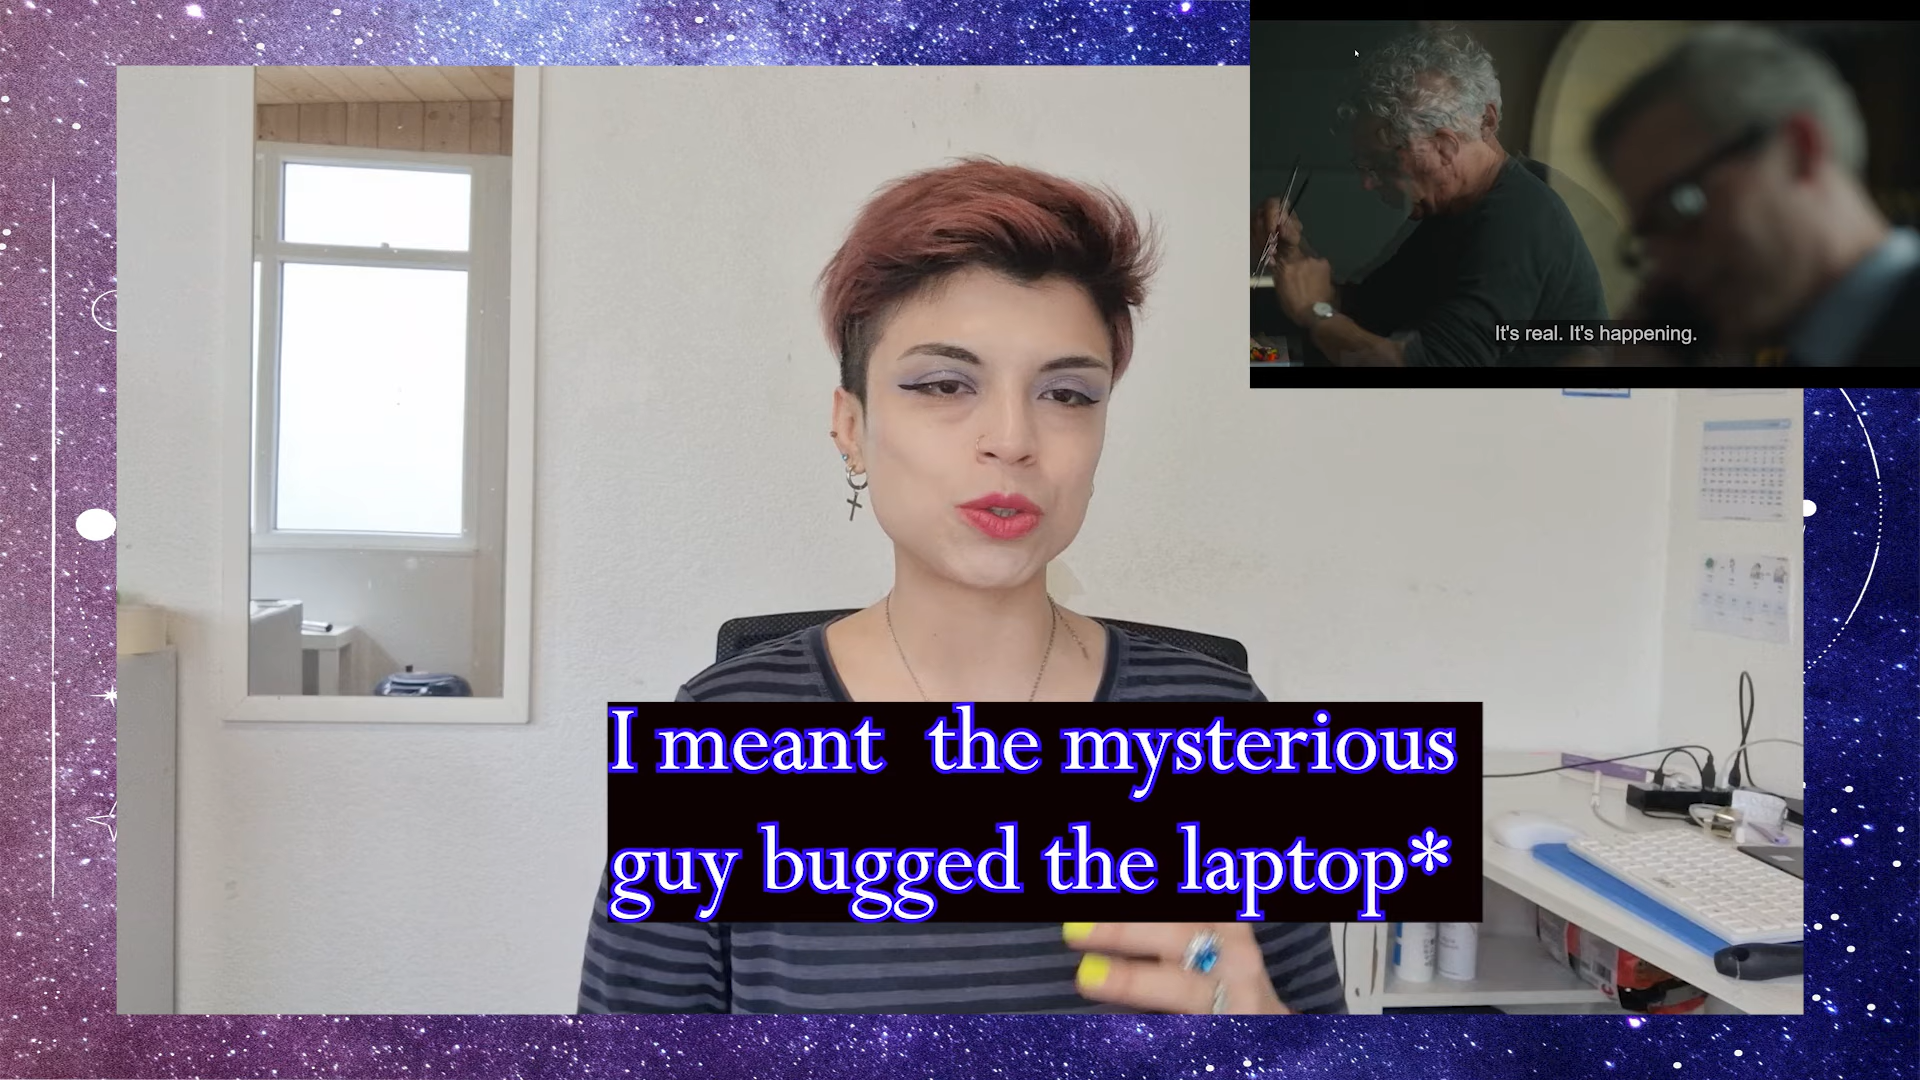 It's real. It's happening.
I meant  the mysterious
guy bugged the laptop*